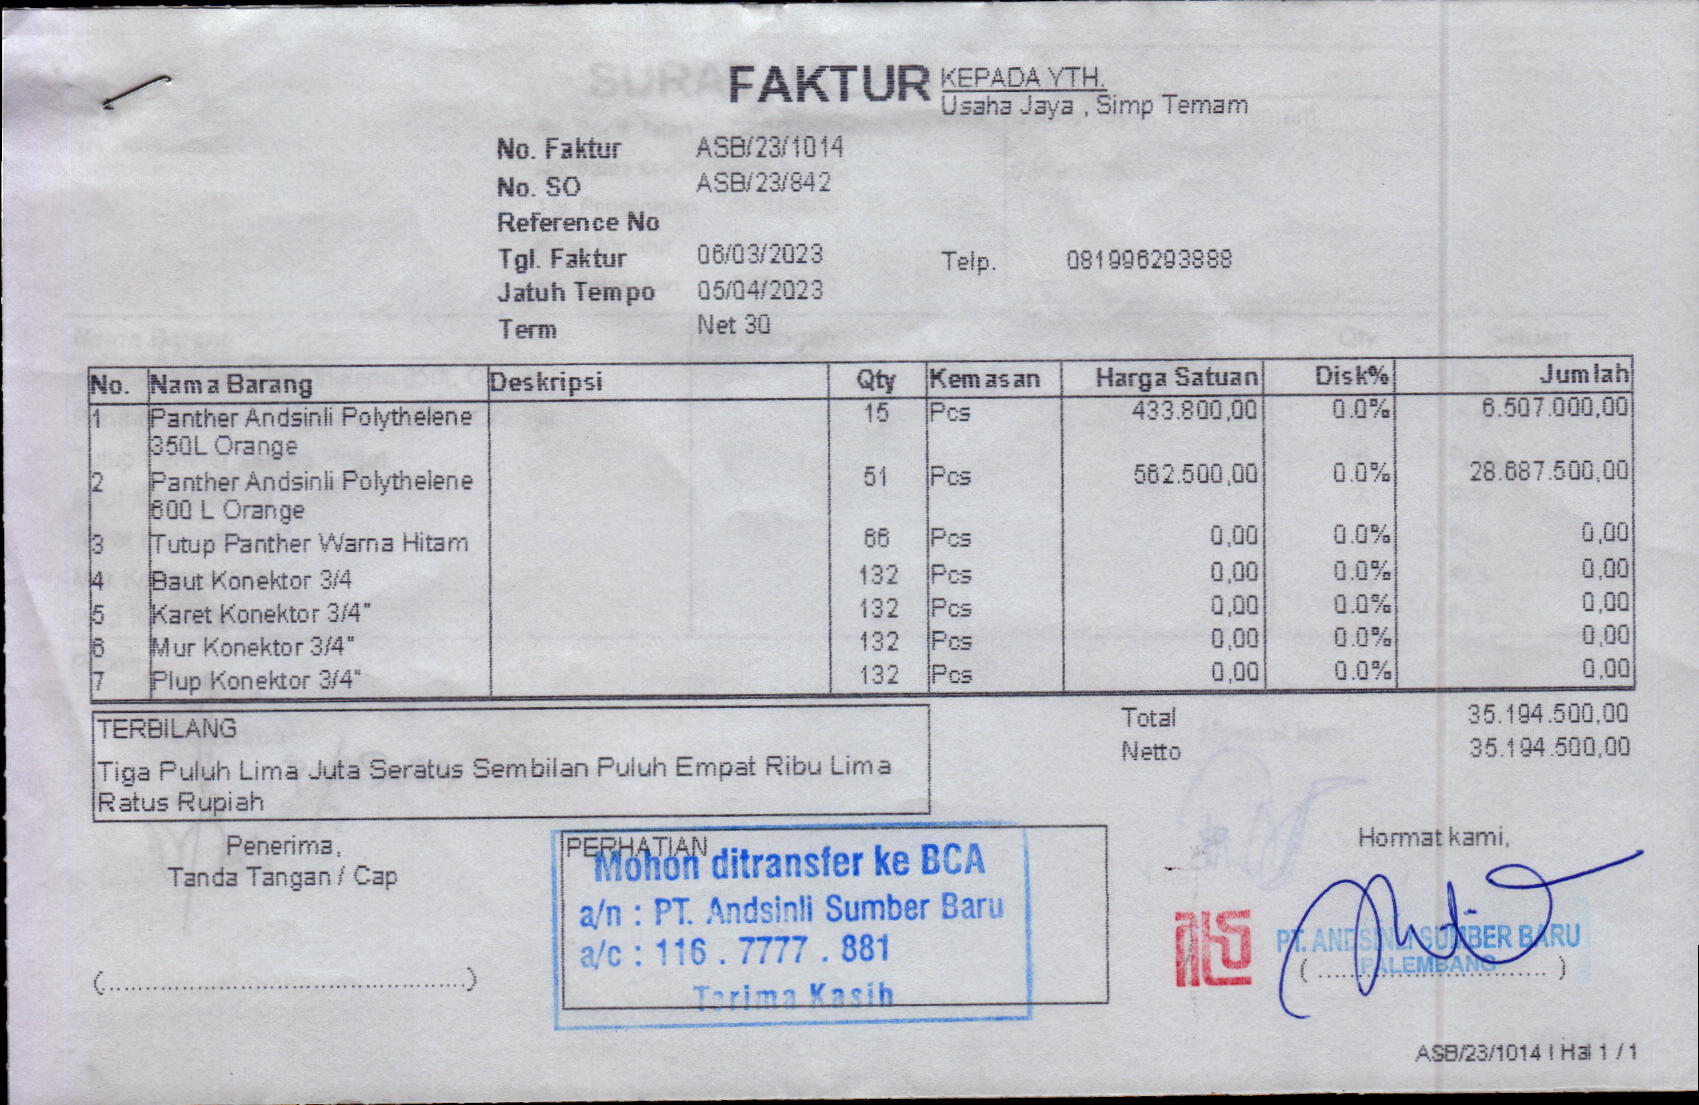 FAKTUR
KEPADA YTH.
Usaha Jaya , Simp Temam
No. Faktur ASB/23/1014
No. SO ASB/23/842
Reference No
Tgl. Faktur 06/03/2023 Telp. 081996293888
Jatuh Tempo 05/04/2023
Term Net 30
No. Nama Barang Deskripsi Qty Kemasan Harga Satuan Disk% Jumlah
1 Panther Andsinli Polythelene 15 Pcs 433.800,00 0.0% 6.507.000,00
350L Orange
2 Panther Andsinli Polythelene 51 Pcs 562.500,00 0.0% 28.687.500,00
600 L Orange
3 Tutup Panther Warna Hitam 66 Pcs 0,00 0.0% 0,00
4 Baut Konektor 3/4 132 Pcs 0,00 0.0% 0,00
5 Karet Konektor 3/4" 132 Pcs 0,00 0.0% 0,00
6 Mur Konektor 3/4" 132 Pcs 0,00 0.0% 0,00
7 Plup Konektor 3/4" 132 Pcs 0,00 0.0% 0,00
TERBILANG
Tiga Puluh Lima Juta Seratus Sembilan Puluh Empat Ribu Lima
Ratus Rupiah
Total 35.194.500,00
Netto 35.194.500,00
Penerima,
Tanda Tangan / Cap
(...............................................)
PERHATIAN
Mohon ditransfer ke BCA
a/n : PT. Andsinli Sumber Baru
a/c : 116 . 7777 . 881
Terima Kasih
Hormat kami,
PT. ANDSINLI SUMBER BARU
PALEMBANG
(..............................)
ASB/23/1014 | Hal 1 / 1